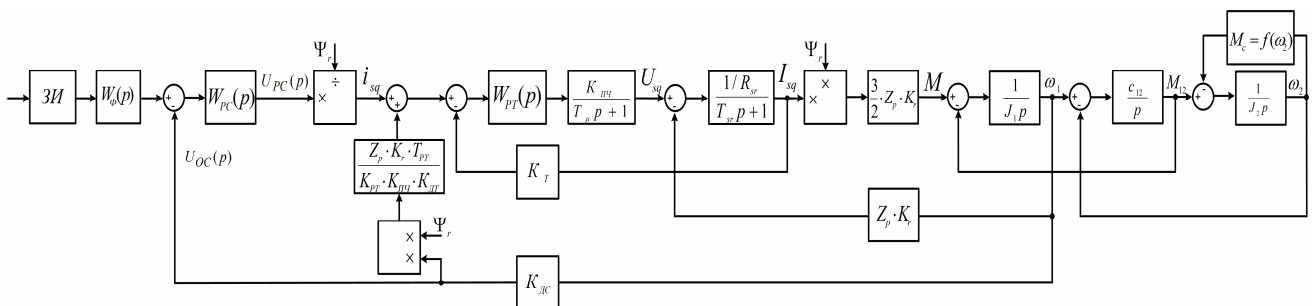 ЗИ
W_Ф(p)
+
-
W_PC(p)
U_PC(p)
Ψ_r
÷
×
i_sq
+
+
+
-
W_PT(p)
K_ПЧ
T_μ p + 1
U_sq
+
-
1/R_sr
T_sr p + 1
I_sq
Ψ_r
×
×
3/2 · Z_p · K_r
M
+
-
1
J_1 p
ω_1
+
-
c_12
p
M_12
+
-
1
J_2 p
ω_2
M_c = f(ω_2)
U_OC(p)
Z_p · K_r · T_PT
K_PT · K_ПЧ · K_ДТ
K_T
Z_p · K_r
×
×
Ψ_r
K_ДС